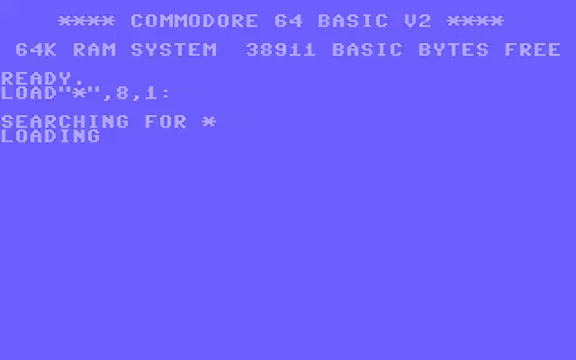 **** COMMODORE 64 BASIC V2 ****
64K RAM SYSTEM 38911 BASIC BYTES FREE
READY.
LOAD"*",8,1:
SEARCHING FOR *
LOADING